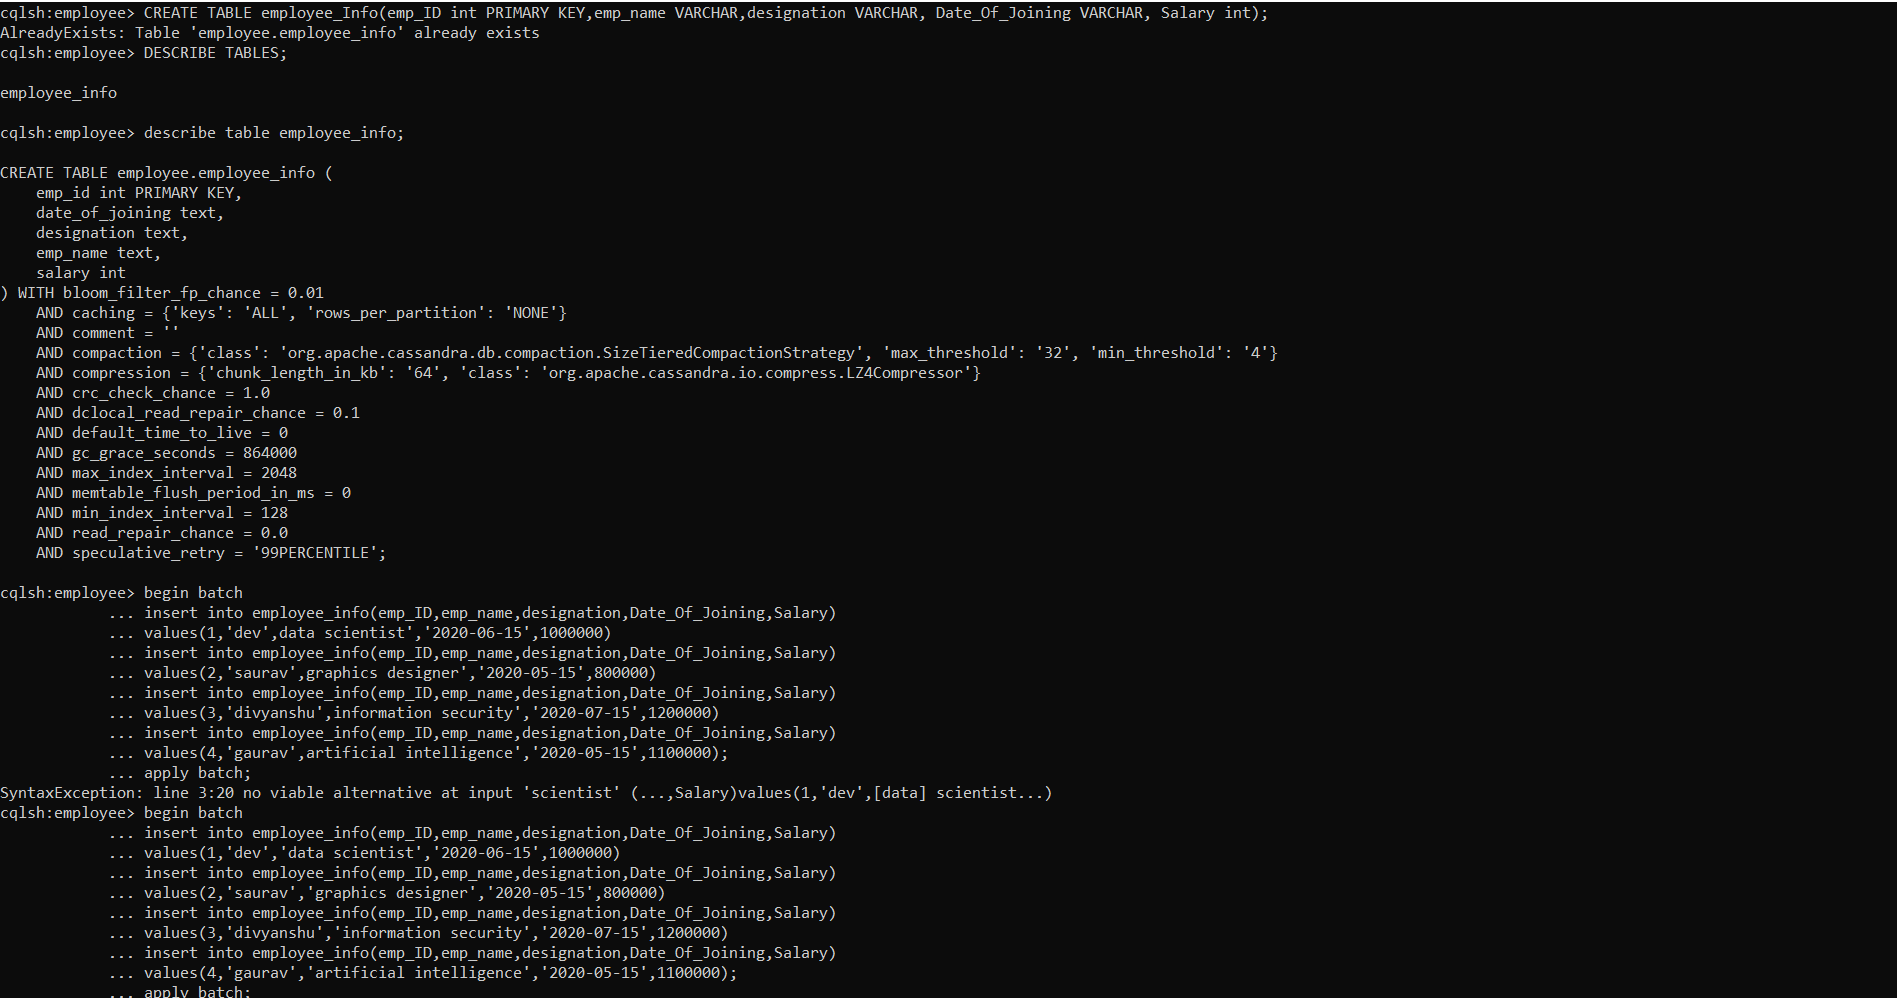 cqlsh:employee> CREATE TABLE employee_Info(emp_ID int PRIMARY KEY,emp_name VARCHAR,designation VARCHAR, Date_Of_Joining VARCHAR, Salary int);
AlreadyExists: Table 'employee.employee_info' already exists
cqlsh:employee> DESCRIBE TABLES;
employee_info
cqlsh:employee> describe table employee_info;
CREATE TABLE employee.employee_info (
    emp_id int PRIMARY KEY,
    date_of_joining text,
    designation text,
    emp_name text,
    salary int
) WITH bloom_filter_fp_chance = 0.01
    AND caching = {'keys': 'ALL', 'rows_per_partition': 'NONE'}
    AND comment = ''
    AND compaction = {'class': 'org.apache.cassandra.db.compaction.SizeTieredCompactionStrategy', 'max_threshold': '32', 'min_threshold': '4'}
    AND compression = {'chunk_length_in_kb': '64', 'class': 'org.apache.cassandra.io.compress.LZ4Compressor'}
    AND crc_check_chance = 1.0
    AND dclocal_read_repair_chance = 0.1
    AND default_time_to_live = 0
    AND gc_grace_seconds = 864000
    AND max_index_interval = 2048
    AND memtable_flush_period_in_ms = 0
    AND min_index_interval = 128
    AND read_repair_chance = 0.0
    AND speculative_retry = '99PERCENTILE';
cqlsh:employee> begin batch
            ... insert into employee_info(emp_ID,emp_name,designation,Date_Of_Joining,Salary)
            ... values(1,'dev',data scientist','2020-06-15',1000000)
            ... insert into employee_info(emp_ID,emp_name,designation,Date_Of_Joining,Salary)
            ... values(2,'saurav',graphics designer','2020-05-15',800000)
            ... insert into employee_info(emp_ID,emp_name,designation,Date_Of_Joining,Salary)
            ... values(3,'divyanshu',information security','2020-07-15',1200000)
            ... insert into employee_info(emp_ID,emp_name,designation,Date_Of_Joining,Salary)
            ... values(4,'gaurav',artificial intelligence','2020-05-15',1100000);
            ... apply batch;
SyntaxException: line 3:20 no viable alternative at input 'scientist' (...,Salary)values(1,'dev',[data] scientist...)
cqlsh:employee> begin batch
            ... insert into employee_info(emp_ID,emp_name,designation,Date_Of_Joining,Salary)
            ... values(1,'dev','data scientist','2020-06-15',1000000)
            ... insert into employee_info(emp_ID,emp_name,designation,Date_Of_Joining,Salary)
            ... values(2,'saurav','graphics designer','2020-05-15',800000)
            ... insert into employee_info(emp_ID,emp_name,designation,Date_Of_Joining,Salary)
            ... values(3,'divyanshu','information security','2020-07-15',1200000)
            ... insert into employee_info(emp_ID,emp_name,designation,Date_Of_Joining,Salary)
            ... values(4,'gaurav','artificial intelligence','2020-05-15',1100000);
            ... apply batch;